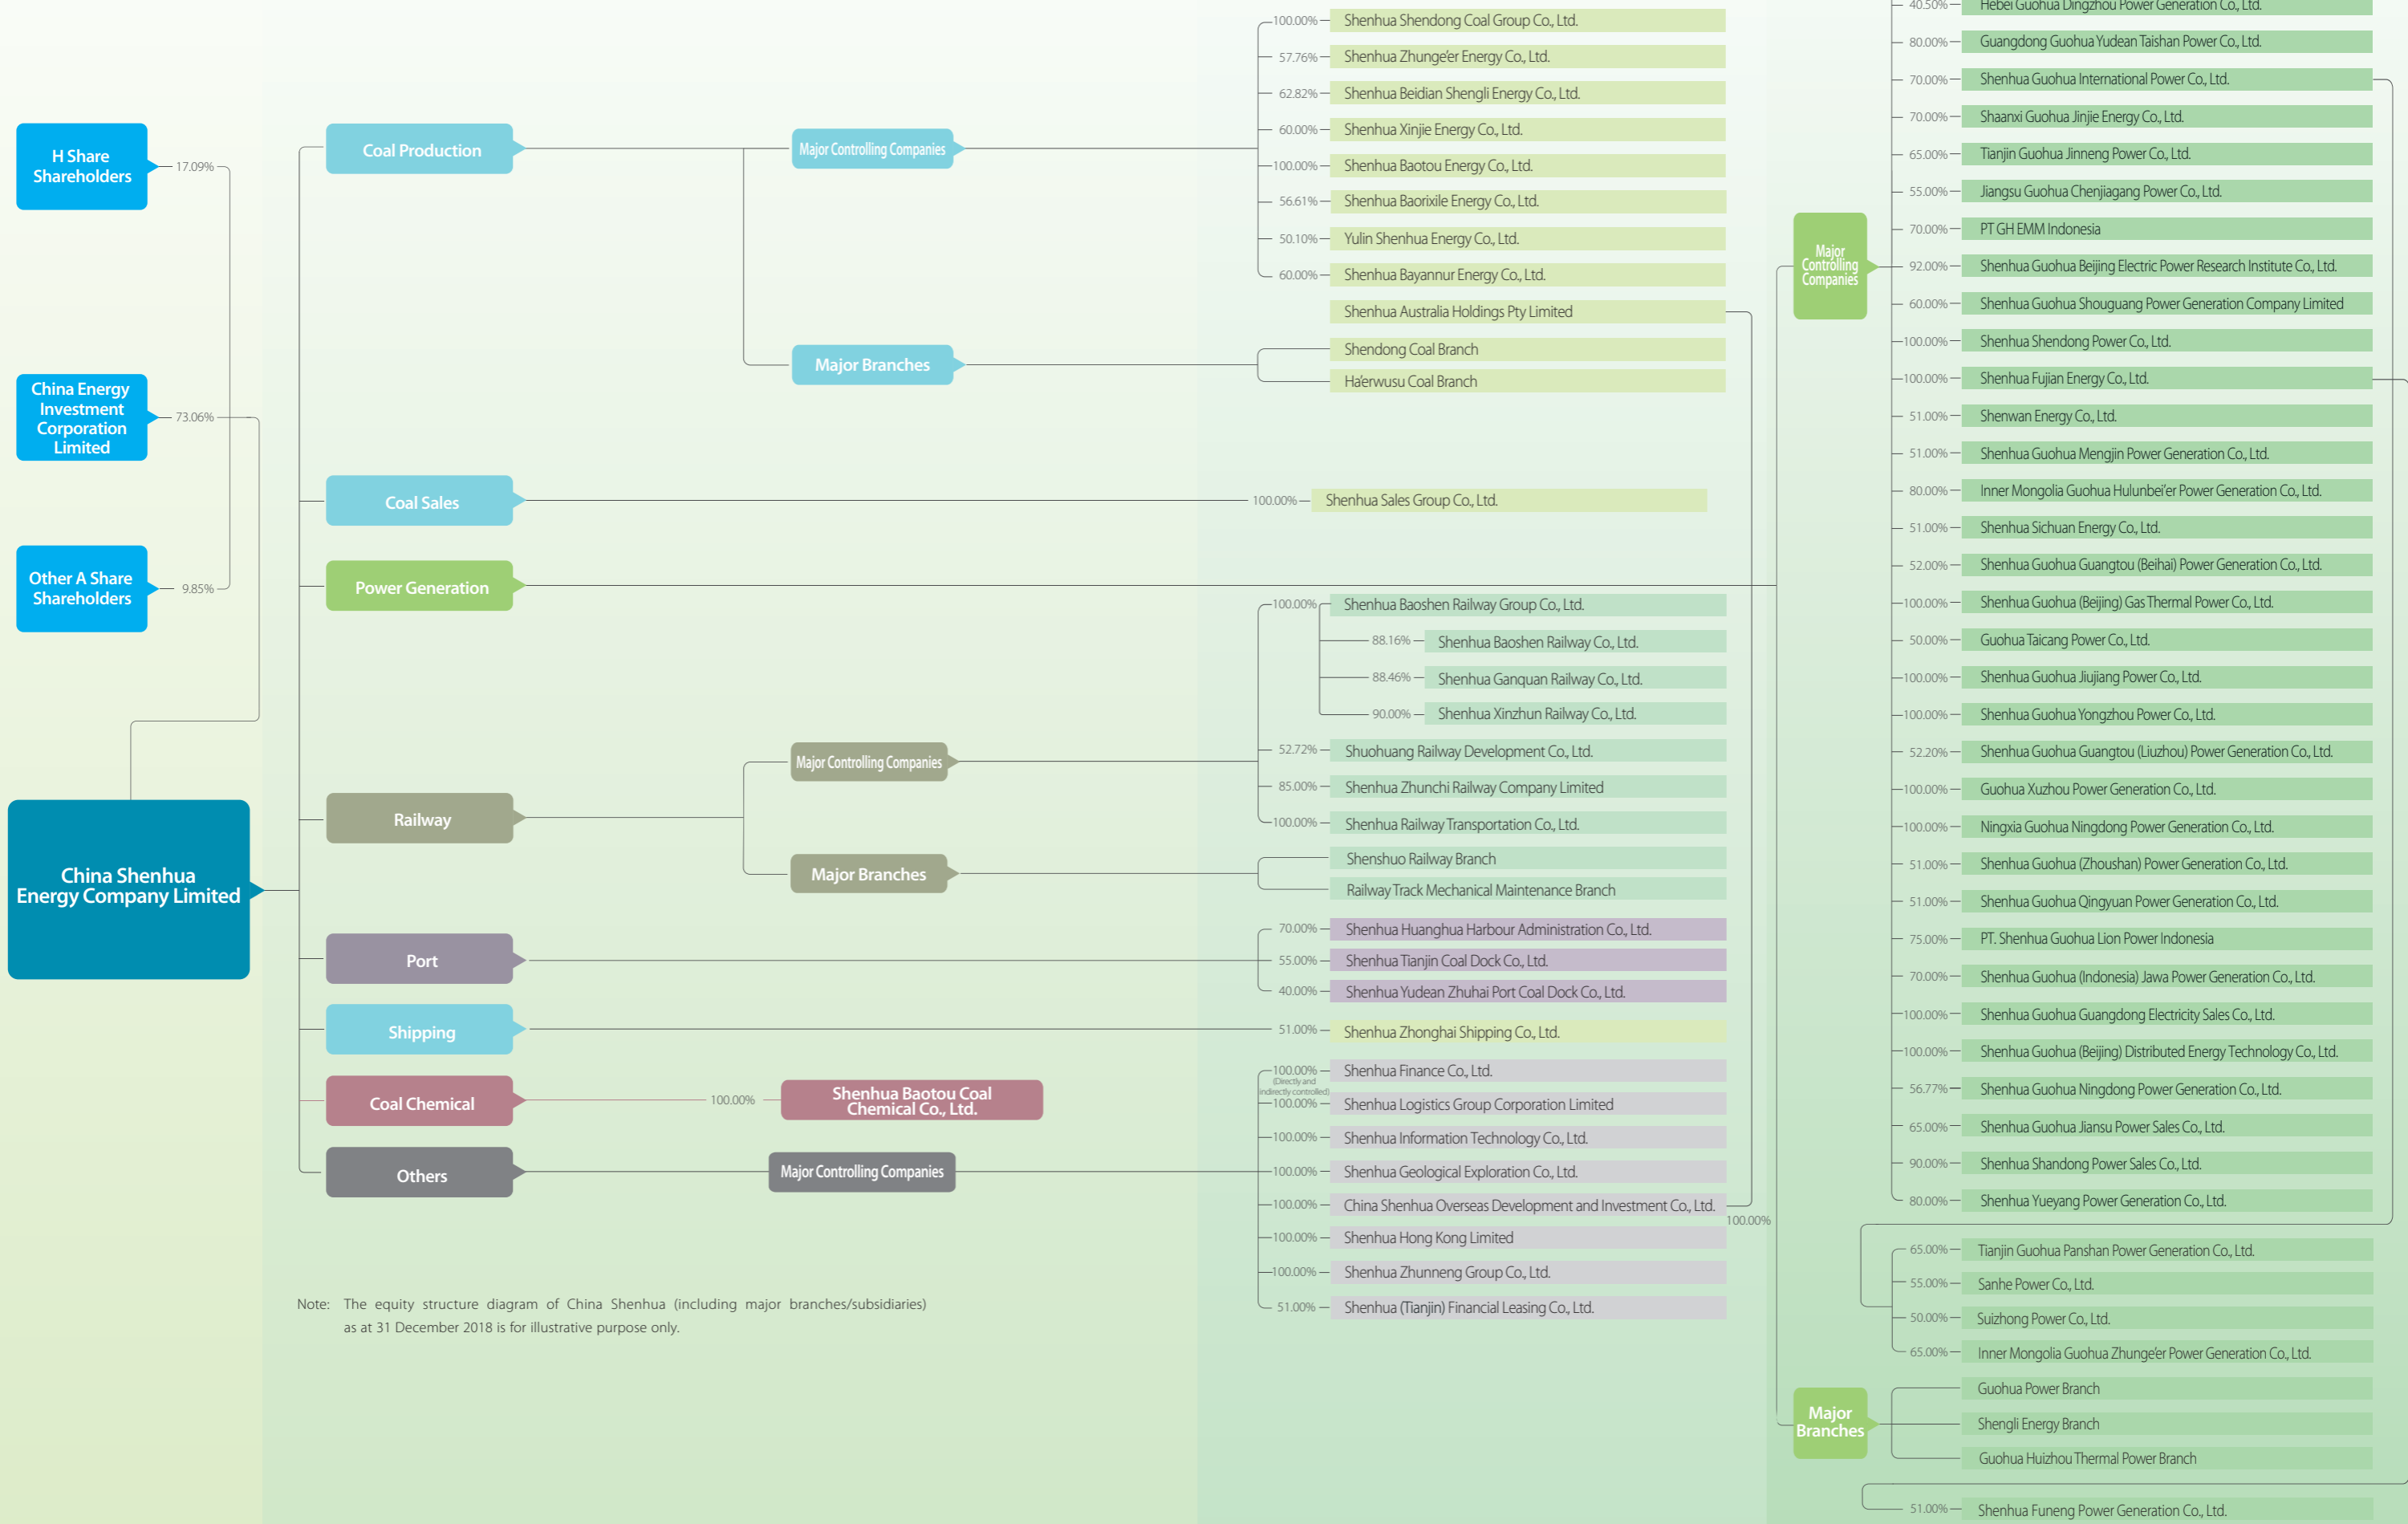 H Share
Shareholders
17.09%
China Energy
Investment
Corporation
Limited
73.06%
Other A Share
Shareholders
9.85%
China Shenhua
Energy Company Limited
Coal Production
Major Controlling Companies
100.00% Shenhua Shendong Coal Group Co., Ltd.
57.76% Shenhua Zhunge'er Energy Co., Ltd.
62.82% Shenhua Beidian Shengli Energy Co., Ltd.
60.00% Shenhua Xinjie Energy Co., Ltd.
100.00% Shenhua Baotou Energy Co., Ltd.
56.61% Shenhua Baorixile Energy Co., Ltd.
50.10% Yulin Shenhua Energy Co., Ltd.
60.00% Shenhua Bayannur Energy Co., Ltd.
Shenhua Australia Holdings Pty Limited
Major Branches
Shendong Coal Branch
Ha'erwusu Coal Branch
Coal Sales
100.00% Shenhua Sales Group Co., Ltd.
Power Generation
Railway
Major Controlling Companies
100.00% Shenhua Baoshen Railway Group Co., Ltd.
88.16% Shenhua Baoshen Railway Co., Ltd.
88.46% Shenhua Ganquan Railway Co., Ltd.
90.00% Shenhua Xinzhun Railway Co., Ltd.
52.72% Shuohuang Railway Development Co., Ltd.
85.00% Shenhua Zhunchi Railway Company Limited
100.00% Shenhua Railway Transportation Co., Ltd.
Major Branches
Shenshuo Railway Branch
Railway Track Mechanical Maintenance Branch
Port
70.00% Shenhua Huanghua Harbour Administration Co., Ltd.
55.00% Shenhua Tianjin Coal Dock Co., Ltd.
40.00% Shenhua Yudean Zhuhai Port Coal Dock Co., Ltd.
Shipping
51.00% Shenhua Zhonghai Shipping Co., Ltd.
Coal Chemical
100.00%
Shenhua Baotou Coal
Chemical Co., Ltd.
Others
Major Controlling Companies
100.00% Shenhua Finance Co., Ltd.
(Directly and
indirectly controlled)
100.00% Shenhua Logistics Group Corporation Limited
100.00% Shenhua Information Technology Co., Ltd.
100.00% Shenhua Geological Exploration Co., Ltd.
100.00% China Shenhua Overseas Development and Investment Co., Ltd.
100.00%
100.00% Shenhua Hong Kong Limited
100.00% Shenhua Zhunneng Group Co., Ltd.
51.00% Shenhua (Tianjin) Financial Leasing Co., Ltd.
Note: The equity structure diagram of China Shenhua (including major branches/subsidiaries)
as at 31 December 2018 is for illustrative purpose only.
Major
Controlling
Companies
40.50% Hebei Guohua Dingzhou Power Generation Co., Ltd.
80.00% Guangdong Guohua Yudean Taishan Power Co., Ltd.
70.00% Shenhua Guohua International Power Co., Ltd.
70.00% Shaanxi Guohua Jinjie Energy Co., Ltd.
65.00% Tianjin Guohua Jinneng Power Co., Ltd.
55.00% Jiangsu Guohua Chenjiagang Power Co., Ltd.
70.00% PT GH EMM Indonesia
92.00% Shenhua Guohua Beijing Electric Power Research Institute Co., Ltd.
60.00% Shenhua Guohua Shouguang Power Generation Company Limited
100.00% Shenhua Shendong Power Co., Ltd.
100.00% Shenhua Fujian Energy Co., Ltd.
51.00% Shenwan Energy Co., Ltd.
51.00% Shenhua Guohua Mengjin Power Generation Co., Ltd.
80.00% Inner Mongolia Guohua Hulunbei'er Power Generation Co., Ltd.
51.00% Shenhua Sichuan Energy Co., Ltd.
52.00% Shenhua Guohua Guangtou (Beihai) Power Generation Co., Ltd.
100.00% Shenhua Guohua (Beijing) Gas Thermal Power Co., Ltd.
50.00% Guohua Taicang Power Co., Ltd.
100.00% Shenhua Guohua Jiujiang Power Co., Ltd.
100.00% Shenhua Guohua Yongzhou Power Co., Ltd.
52.20% Shenhua Guohua Guangtou (Liuzhou) Power Generation Co., Ltd.
100.00% Guohua Xuzhou Power Generation Co., Ltd.
100.00% Ningxia Guohua Ningdong Power Generation Co., Ltd.
51.00% Shenhua Guohua (Zhoushan) Power Generation Co., Ltd.
51.00% Shenhua Guohua Qingyuan Power Generation Co., Ltd.
75.00% PT. Shenhua Guohua Lion Power Indonesia
70.00% Shenhua Guohua (Indonesia) Jawa Power Generation Co., Ltd.
100.00% Shenhua Guohua Guangdong Electricity Sales Co., Ltd.
100.00% Shenhua Guohua (Beijing) Distributed Energy Technology Co., Ltd.
56.77% Shenhua Guohua Ningdong Power Generation Co., Ltd.
65.00% Shenhua Guohua Jiansu Power Sales Co., Ltd.
90.00% Shenhua Shandong Power Sales Co., Ltd.
80.00% Shenhua Yueyang Power Generation Co., Ltd.
65.00% Tianjin Guohua Panshan Power Generation Co., Ltd.
55.00% Sanhe Power Co., Ltd.
50.00% Suizhong Power Co., Ltd.
65.00% Inner Mongolia Guohua Zhunge'er Power Generation Co., Ltd.
Major
Branches
Guohua Power Branch
Shengli Energy Branch
Guohua Huizhou Thermal Power Branch
51.00% Shenhua Funeng Power Generation Co., Ltd.